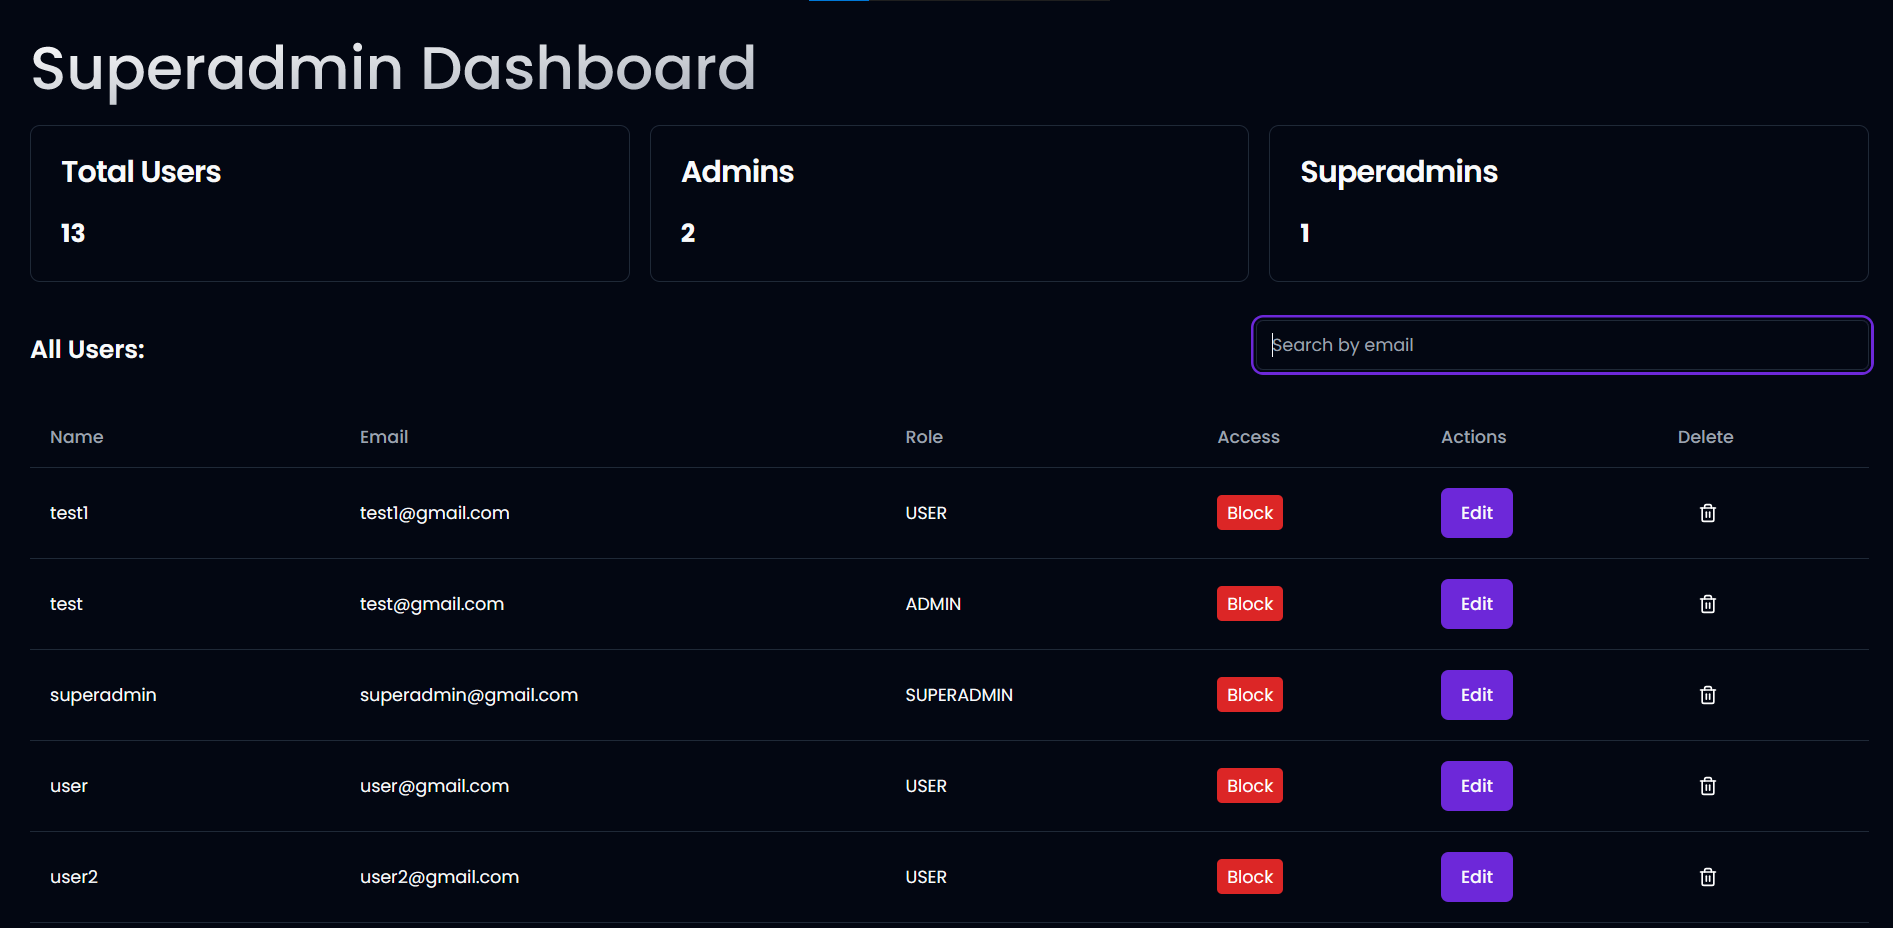 Superadmin Dashboard
Total Users
13
Admins
2
Superadmins
1
All Users:
Search by email
Name Email Role Access Actions Delete
test1 test1@gmail.com USER Block Edit
test test@gmail.com ADMIN Block Edit
superadmin superadmin@gmail.com SUPERADMIN Block Edit
user user@gmail.com USER Block Edit
user2 user2@gmail.com USER Block Edit